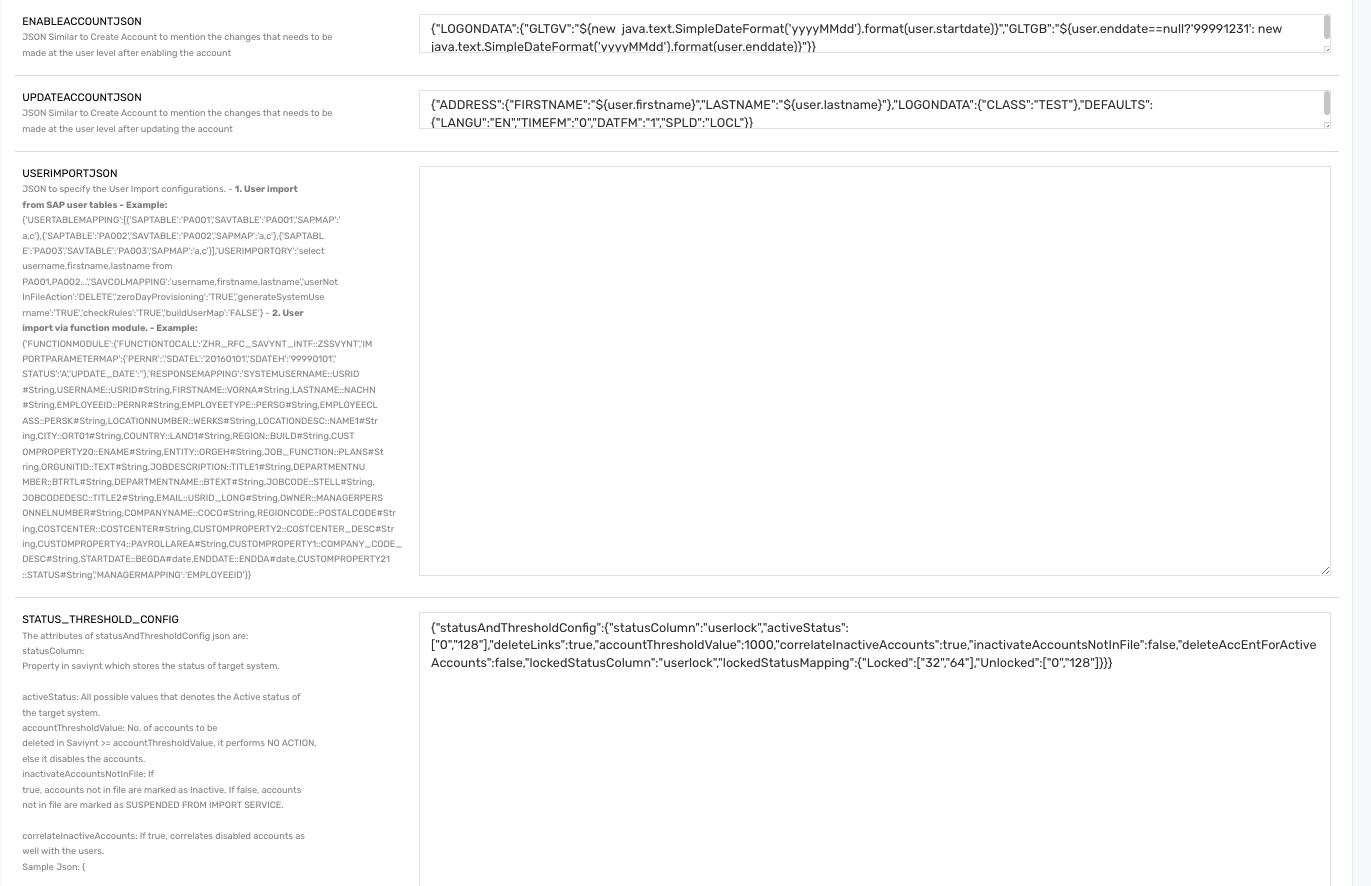 ENABLEACCOUNTJSON
JSON Similar to Create Account to mention the changes that needs to be
made at the user level after enabling the account
{"LOGONDATA":{"GLTGV":"${new  java.text.SimpleDateFormat('yyyyMMdd').format(user.startdate)}","GLTGB":"${user.enddate==null?'99991231': new
java.text.SimpleDateFormat('yyyyMMdd').format(user.enddate)}"}}
UPDATEACCOUNTJSON
JSON Similar to Create Account to mention the changes that needs to be
made at the user level after updating the account
{"ADDRESS":{"FIRSTNAME":"${user.firstname}","LASTNAME":"${user.lastname}"},"LOGONDATA":{"CLASS":"TEST"},"DEFAULTS":
{"LANGU":"EN","TIMEFM":"0","DATFM":"1","SPLD":"LOCL"}}
USERIMPORTJSON
JSON to specify the User Import configurations. - 1. User import
from SAP user tables - Example:
{'USERTABLEMAPPING':[{'SAPTABLE':'PA001','SAVTABLE':'PA001','SAPMAP':'
a,c'},{'SAPTABLE':'PA002','SAVTABLE':'PA002','SAPMAP':'a,c'},{'SAPTABL
E':'PA003','SAVTABLE':'PA003','SAPMAP':'a,c'}],'USERIMPORTQRY':'select
username,firstname,lastname from
PA001,PA002...','SAVCOLMAPPING':'username,firstname,lastname','userNot
InFileAction':'DELETE','zeroDayProvisioning':'TRUE','generateSystemUse
rname':'TRUE','checkRules':'TRUE','buildUserMap':'FALSE'} - 2. User
import via function module. - Example:
{'FUNCTIONMODULE':{'FUNCTIONTOCALL':'ZHR_RFC_SAVYNT_INTF::ZSSVYNT','IM
PORTPARAMETERMAP':{'PERNR':'','SDATEL':'20160101','SDATEH':'99990101','
STATUS':'A','UPDATE_DATE':''},'RESPONSEMAPPING':'SYSTEMUSERNAME::USRID
#String,USERNAME::USRID#String,FIRSTNAME::VORNA#String,LASTNAME::NACHN
#String,EMPLOYEEID::PERNR#String,EMPLOYEETYPE::PERSG#String,EMPLOYEECL
ASS::PERSK#String,LOCATIONNUMBER::WERKS#String,LOCATIONDESC::NAME1#Str
ing,CITY::ORT01#String,COUNTRY::LAND1#String,REGION::BUILD#String,CUST
OMPROPERTY20::ENAME#String,ENTITY::ORGEH#String,JOB_FUNCTION::PLANS#St
ring,ORGUNITID::TEXT#String,JOBDESCRIPTION::TITLE1#String,DEPARTMENTNU
MBER::BTRTL#String,DEPARTMENTNAME::BTEXT#String,JOBCODE::STELL#String,
JOBCODEDESC::TITLE2#String,EMAIL::USRID_LONG#String,OWNER::MANAGERPERS
ONNELNUMBER#String,COMPANYNAME::COCO#String,REGIONCODE::POSTALCODE#Str
ing,COSTCENTER::COSTCENTER#String,CUSTOMPROPERTY2::COSTCENTER_DESC#Str
ing,CUSTOMPROPERTY4::PAYROLLAREA#String,CUSTOMPROPERTY1::COMPANY_CODE_
DESC#String,STARTDATE::BEGDA#date,ENDDATE::ENDDA#date,CUSTOMPROPERTY21
::STATUS#String','MANAGERMAPPING':'EMPLOYEEID'}}
STATUS_THRESHOLD_CONFIG
The attributes of statusAndThresholdConfig json are:
statusColumn:
Property in saviynt which stores the status of target system.
activeStatus: All possible values that denotes the Active status of
the target system.
accountThresholdValue: No. of accounts to be
deleted in Saviynt >= accountThresholdValue, it performs NO ACTION,
else it disables the accounts.
inactivateAccountsNotInFile: If
true, accounts not in file are marked as Inactive. If false, accounts
not in file are marked as SUSPENDED FROM IMPORT SERVICE.
correlateInactiveAccounts: If true, correlates disabled accounts as
well with the users.
Sample Json: {
{"statusAndThresholdConfig":{"statusColumn":"userlock","activeStatus":
["0","128"],"deleteLinks":true,"accountThresholdValue":1000,"correlateInactiveAccounts":true,"inactivateAccountsNotInFile":false,"deleteAccEntForActive
Accounts":false,"lockedStatusColumn":"userlock","lockedStatusMapping":{"Locked":["32","64"],"Unlocked":["0","128"]}}}